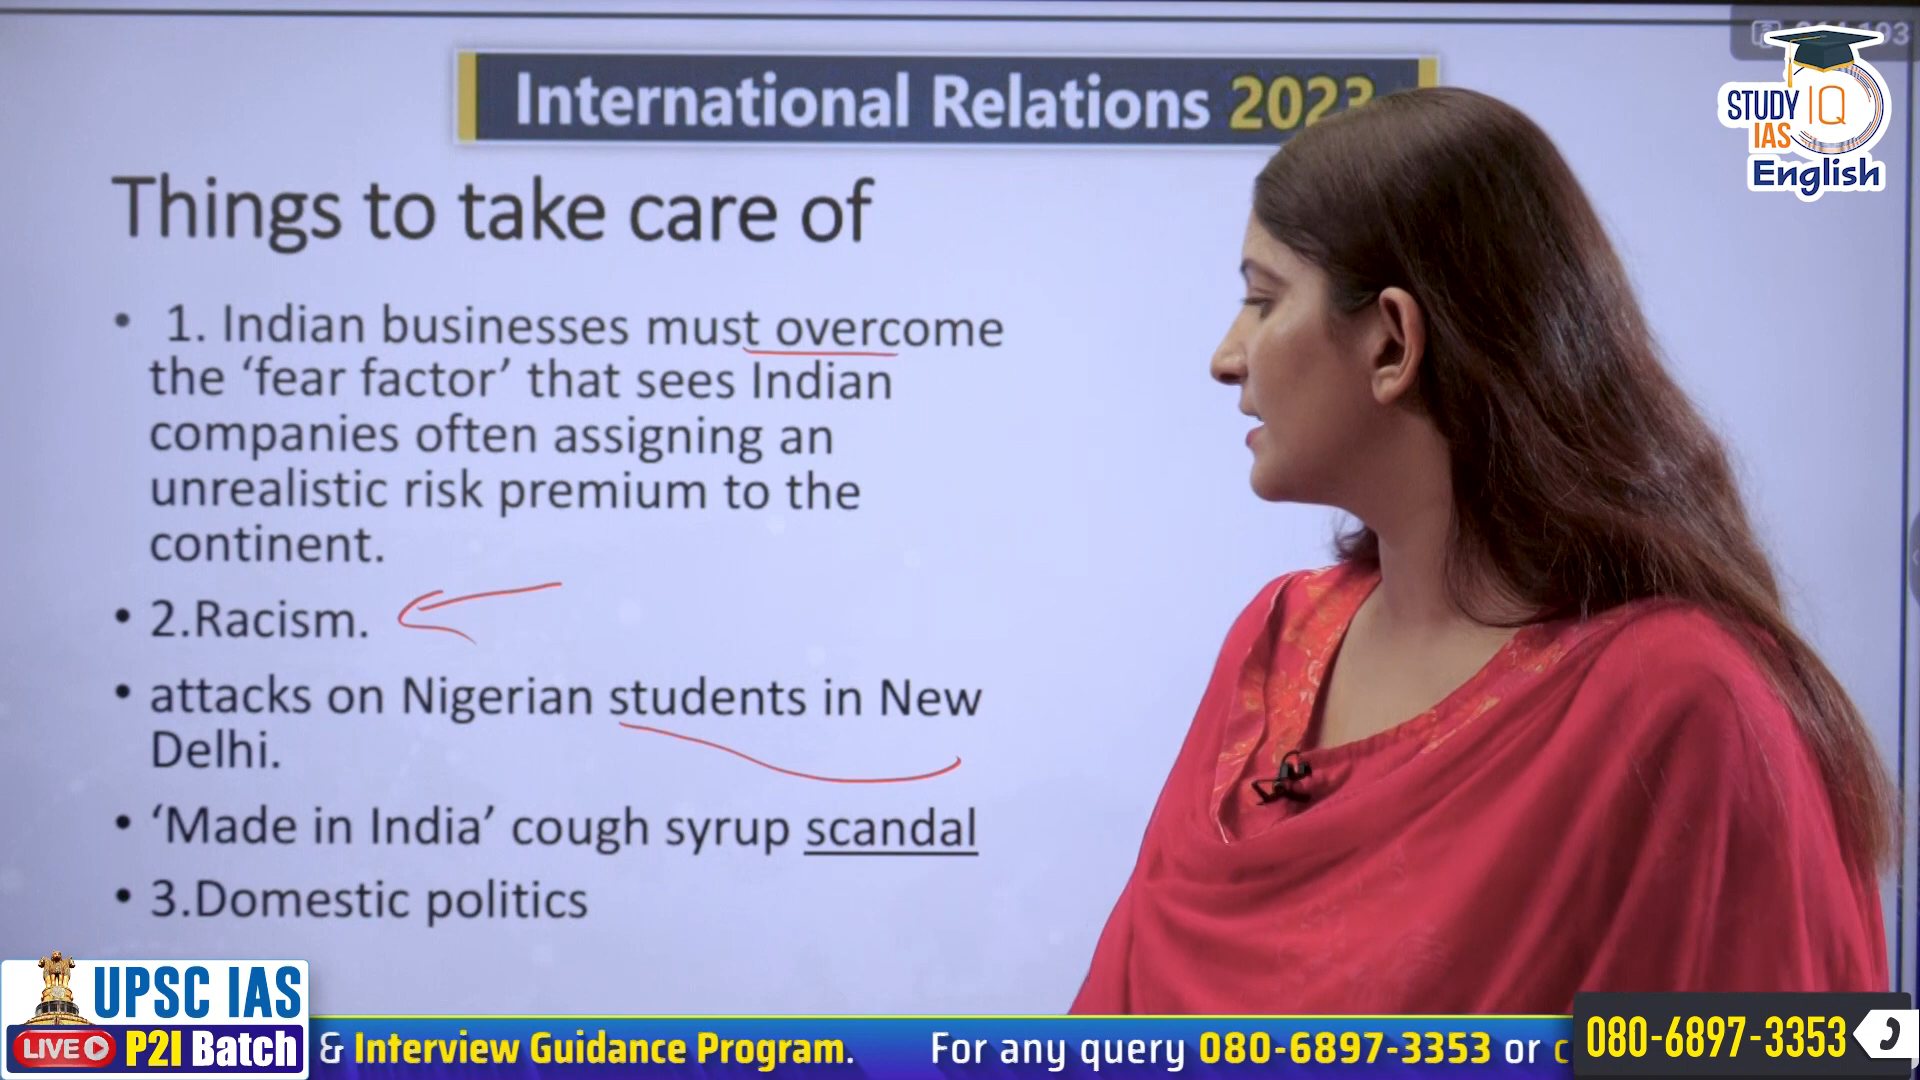 International Relations 2023
STUDY IQ
IAS
English
Things to take care of
• 1. Indian businesses must overcome
the ‘fear factor’ that sees Indian
companies often assigning an
unrealistic risk premium to the
continent.
• 2.Racism.
• attacks on Nigerian students in New
Delhi.
• ‘Made in India’ cough syrup scandal
• 3.Domestic politics
UPSC IAS
LIVE P2I Batch
& Interview Guidance Program. For any query 080-6897-3353 or
080-6897-3353